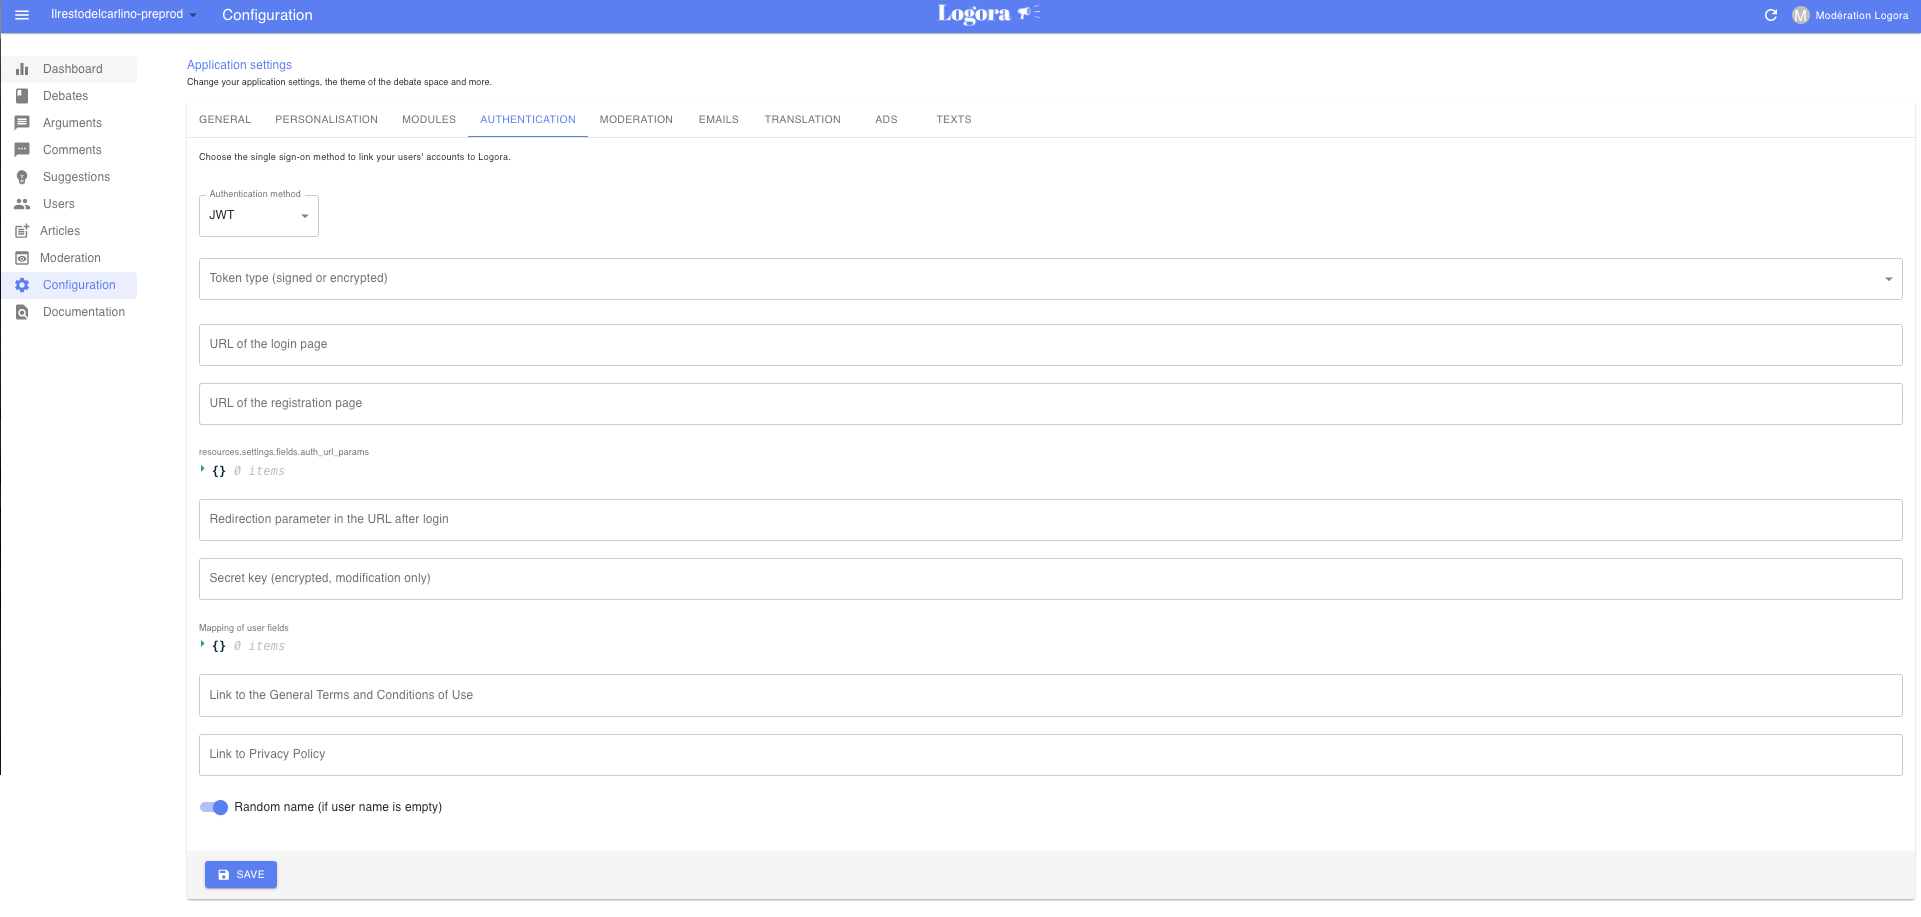 Ilrestodelcarlino-preprod
Configuration
Logora
M
Modération Logora
Dashboard
Debates
Arguments
Comments
Suggestions
Users
Articles
Moderation
Configuration
Documentation
Application settings
Change your application settings, the theme of the debate space and more.
GENERAL PERSONALISATION MODULES AUTHENTICATION MODERATION EMAILS TRANSLATION ADS TEXTS
Choose the single sign-on method to link your users' accounts to Logora.
Authentication method
JWT
Token type (signed or encrypted)
URL of the login page
URL of the registration page
resources.settings.fields.auth_url_params
{} 0 items
Redirection parameter in the URL after login
Secret key (encrypted, modification only)
Mapping of user fields
{} 0 items
Link to the General Terms and Conditions of Use
Link to Privacy Policy
Random name (if user name is empty)
SAVE